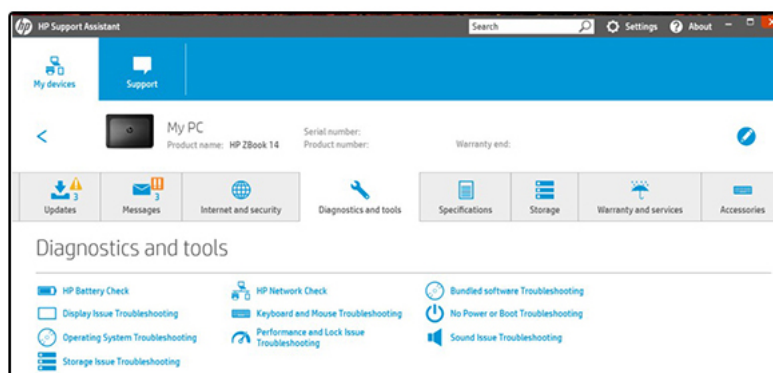 hp HP Support Assistant Search Settings ? About
My devices Support
My PC
Product name: HP ZBook 14
Serial number:
Product number:
Warranty end:
3 3
Updates Messages Internet and security Diagnostics and tools Specifications Storage Warranty and services Accessories
Diagnostics and tools
HP Battery Check HP Network Check Bundled software Troubleshooting
Display Issue Troubleshooting Keyboard and Mouse Troubleshooting No Power or Boot Troubleshooting
Operating System Troubleshooting Performance and Lock Issue Troubleshooting Sound Issue Troubleshooting
Storage Issue Troubleshooting